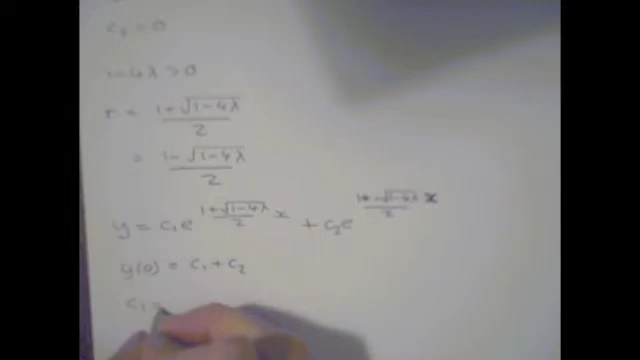 c₂ = 0
1 - 4λ > 0
r = (1 + √(1 - 4λ))/2
= (1 - √(1 - 4λ))/2
y = c₁e^((1 + √(1 - 4λ))/2 x) + c₂e^((1 - √(1 - 4λ))/2 x)
y(0) = c₁ + c₂
c₁ =